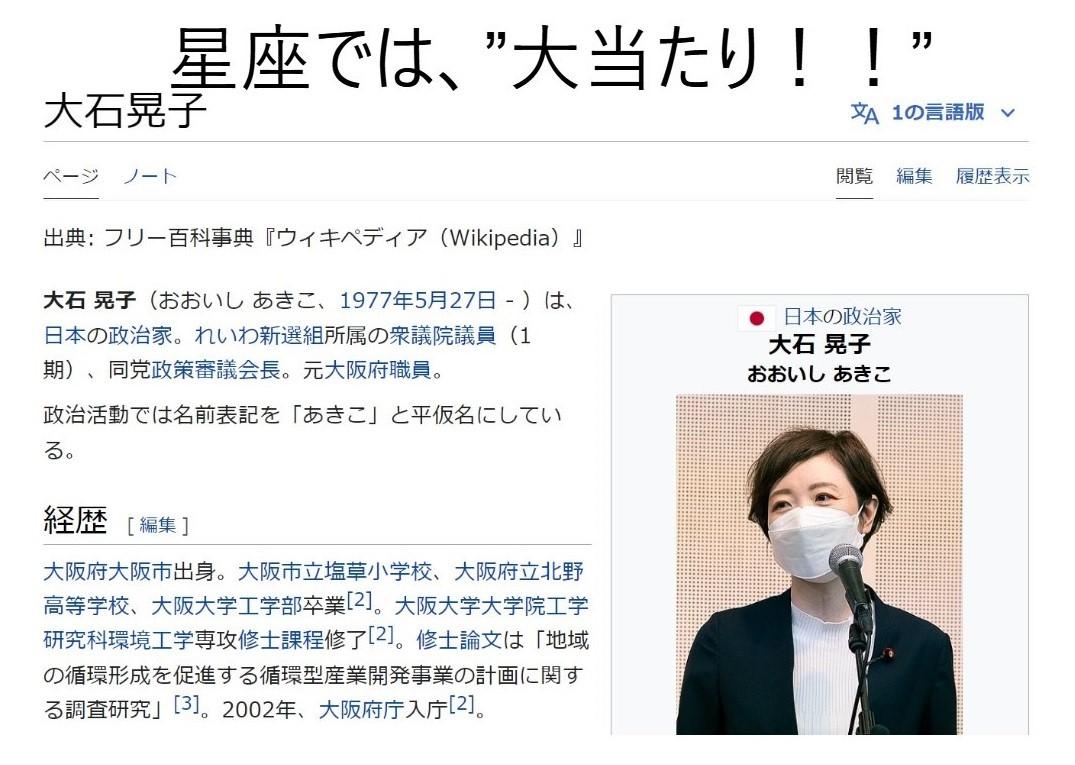 星座では、”大当たり！！”
大石晃子
文A 1の言語版
ページ ノート 閲覧 編集 履歴表示
出典: フリー百科事典『ウィキペディア（Wikipedia）』
大石 晃子（おおいし あきこ、1977年5月27日 - ）は、
日本の政治家。れいわ新選組所属の衆議院議員（1
期）、同党政策審議会長。元大阪府職員。
政治活動では名前表記を「あきこ」と平仮名にしてい
る。
経歴 [ 編集 ]
大阪府大阪市出身。大阪市立塩草小学校、大阪府立北野
高等学校、大阪大学工学部卒業[2]。大阪大学大学院工学
研究科環境工学専攻修士課程修了[2]。修士論文は「地域
の循環形成を促進する循環型産業開発事業の計画に関す
る調査研究」[3]。2002年、大阪府庁入庁[2]。
日本の政治家
大石 晃子
おおいし あきこ